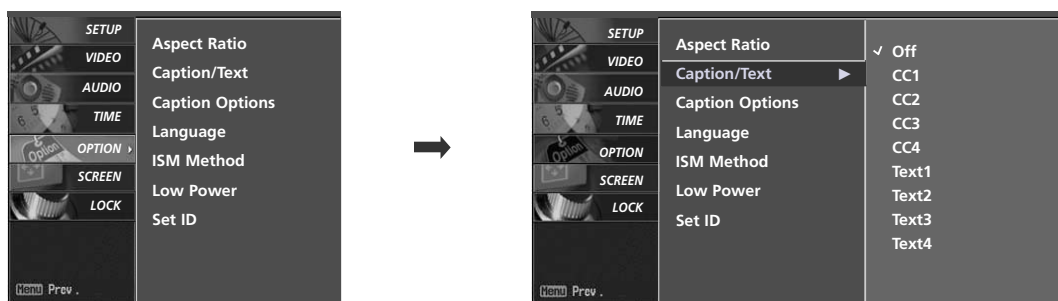 SETUP
VIDEO
AUDIO
TIME
OPTION
SCREEN
LOCK
Aspect Ratio
Caption/Text
Caption Options
Language
ISM Method
Low Power
Set ID
Option
Menu Prev .
SETUP
VIDEO
AUDIO
TIME
OPTION
SCREEN
LOCK
Aspect Ratio
Caption/Text ►
Caption Options
Language
ISM Method
Low Power
Set ID
Option
Menu Prev .
✓ Off
CC1
CC2
CC3
CC4
Text1
Text2
Text3
Text4